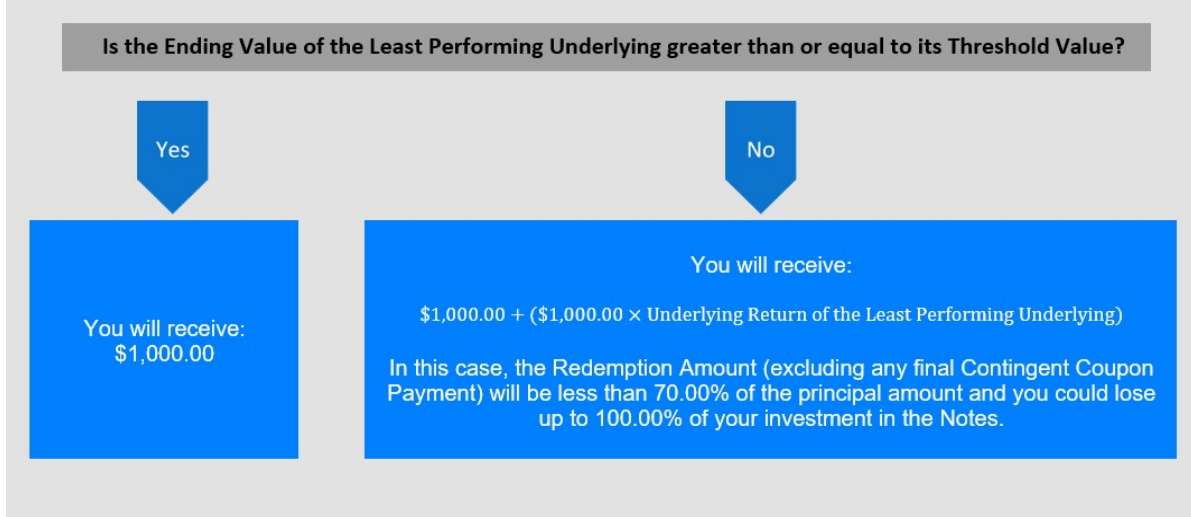 Is the Ending Value of the Least Performing Underlying greater than or equal to its Threshold Value?
Yes
No
You will receive:
$1,000.00
You will receive:
$1,000.00 + ($1,000.00 × Underlying Return of the Least Performing Underlying)
In this case, the Redemption Amount (excluding any final Contingent Coupon
Payment) will be less than 70.00% of the principal amount and you could lose
up to 100.00% of your investment in the Notes.